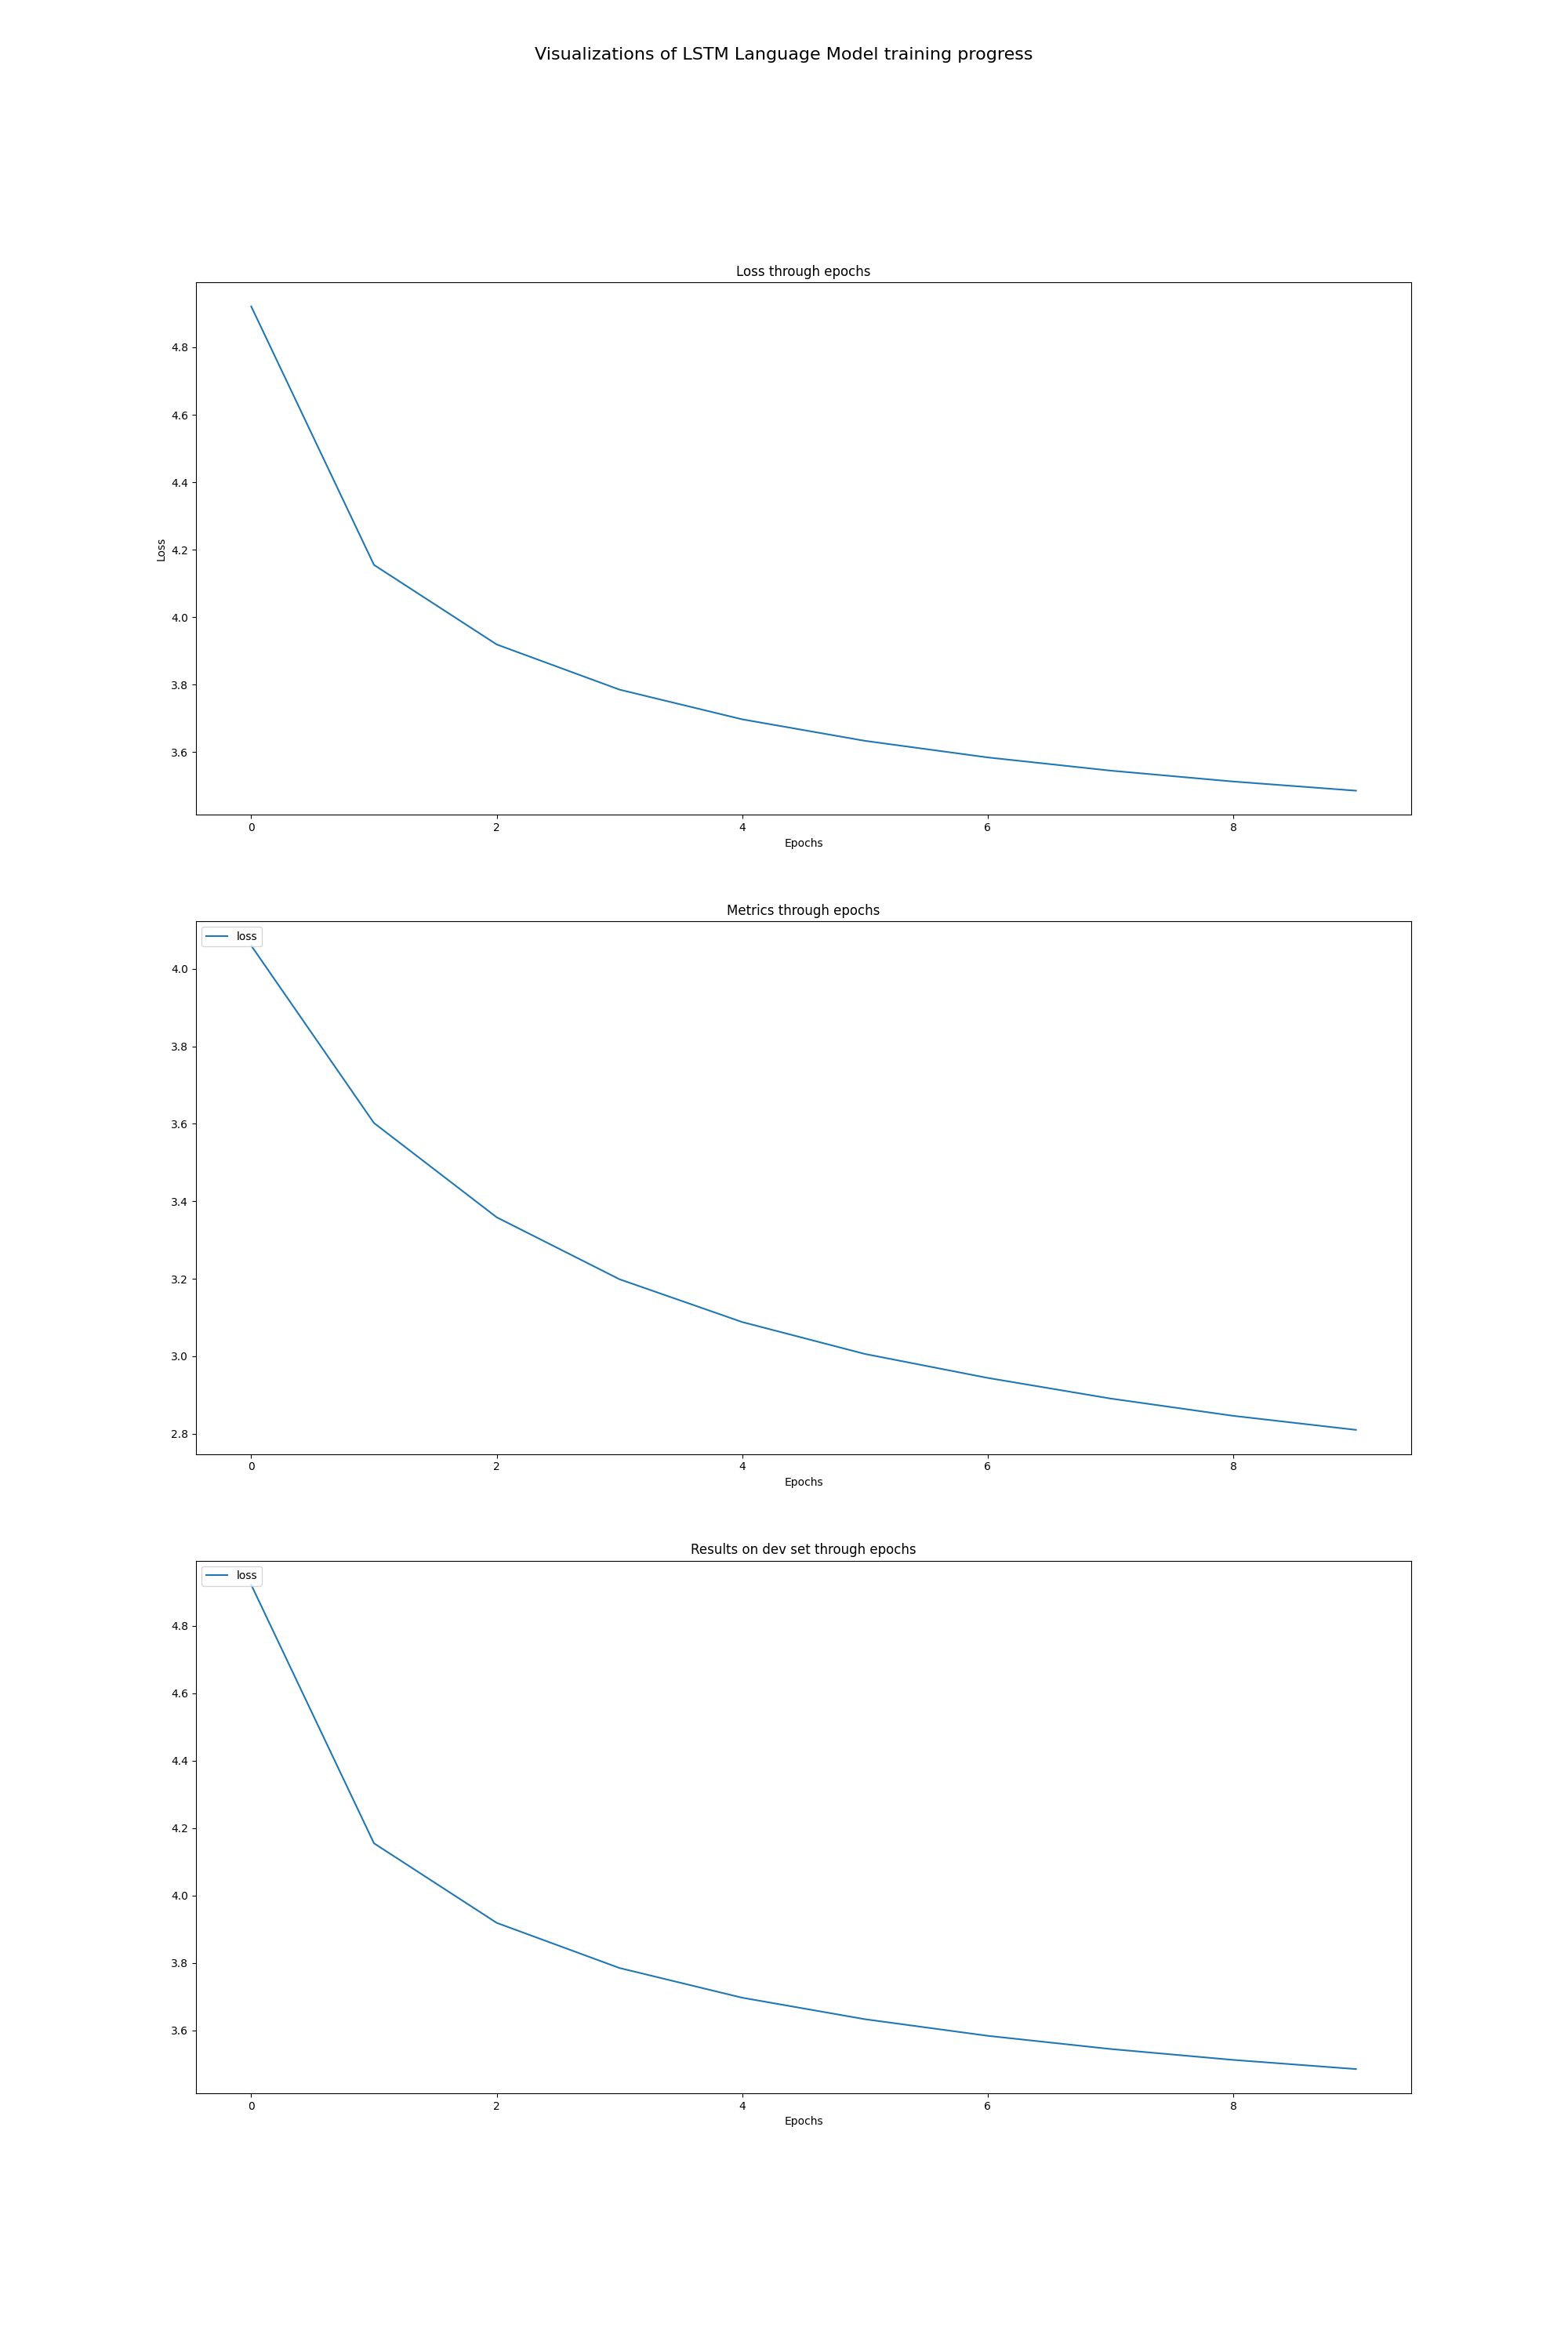 Visualizations of LSTM Language Model training progress
Loss through epochs
4.8
4.6
4.4
4.2
4.0
3.8
3.6
Loss
0 2 4 6 8
Epochs
Metrics through epochs
loss
4.0
3.8
3.6
3.4
3.2
3.0
2.8
0 2 4 6 8
Epochs
Results on dev set through epochs
loss
4.8
4.6
4.4
4.2
4.0
3.8
3.6
0 2 4 6 8
Epochs